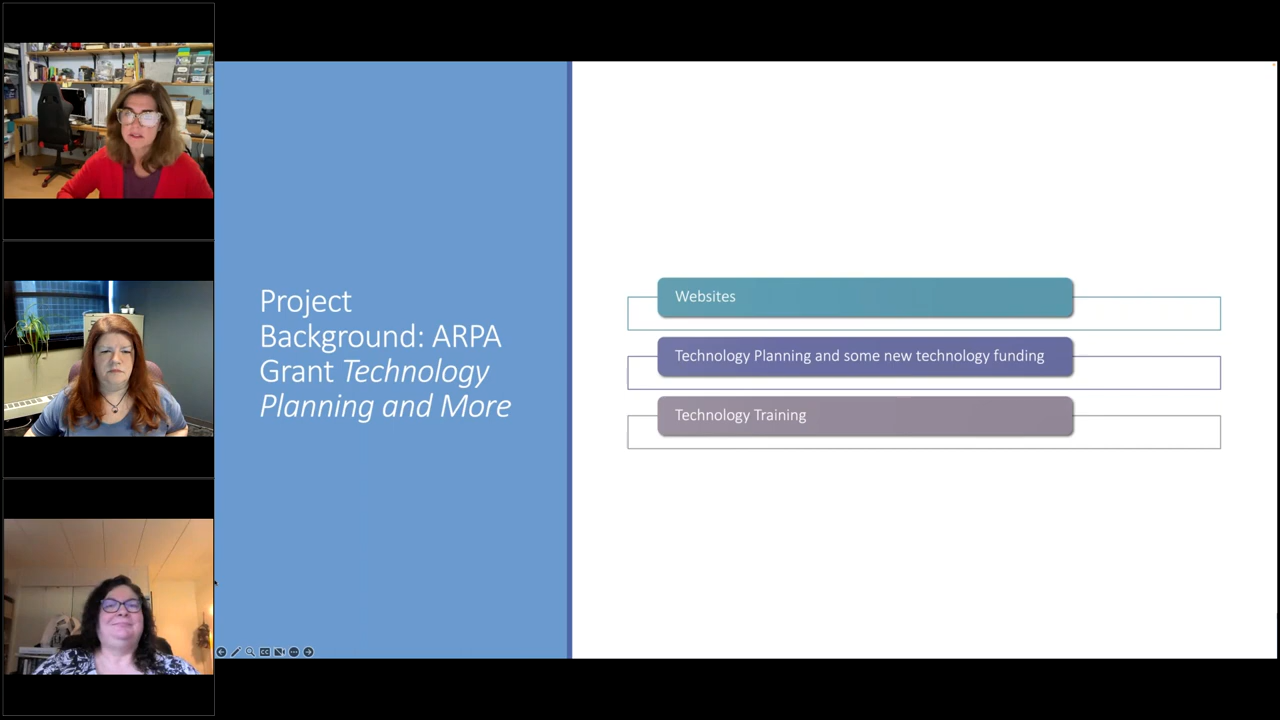 Project
Background: ARPA
Grant Technology
Planning and More
Websites
Technology Planning and some new technology funding
Technology Training